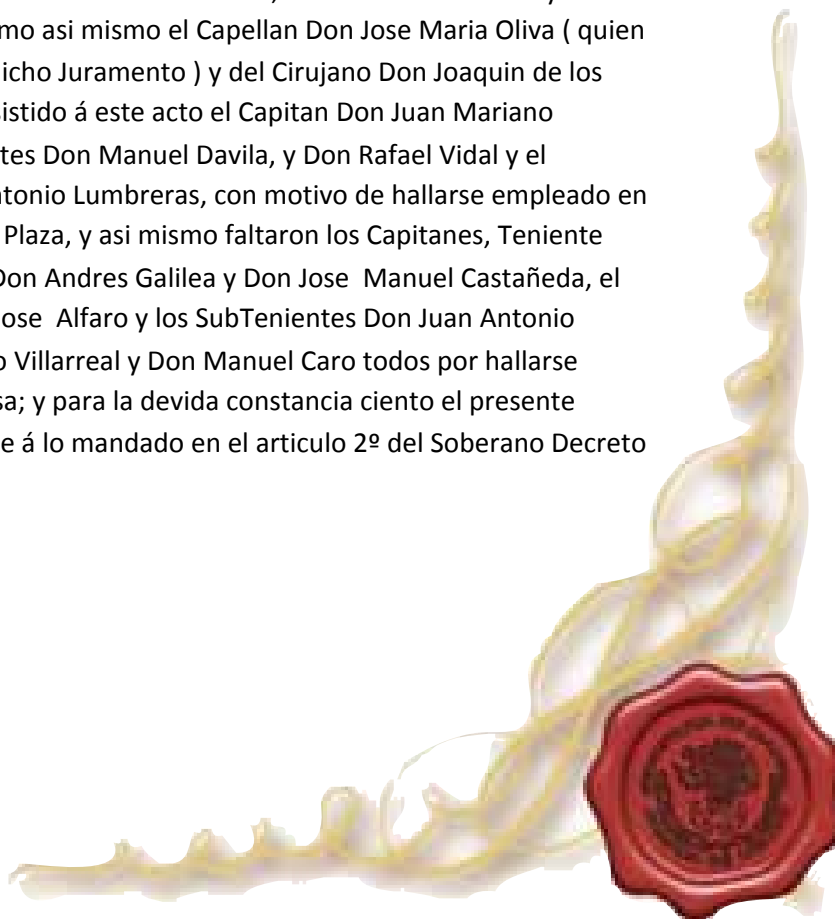 mo asi mismo el Capellan Don Jose Maria Oliva ( quien
icho Juramento ) y del Cirujano Don Joaquin de los
sistido á este acto el Capitan Don Juan Mariano
tes Don Manuel Davila, y Don Rafael Vidal y el
ntonio Lumbreras, con motivo de hallarse empleado en
Plaza, y asi mismo faltaron los Capitanes, Teniente
Don Andres Galilea y Don Jose  Manuel Castañeda, el
ose  Alfaro y los SubTenientes Don Juan Antonio
o Villarreal y Don Manuel Caro todos por hallarse
sa; y para la devida constancia ciento el presente
e á lo mandado en el articulo 2º del Soberano Decreto